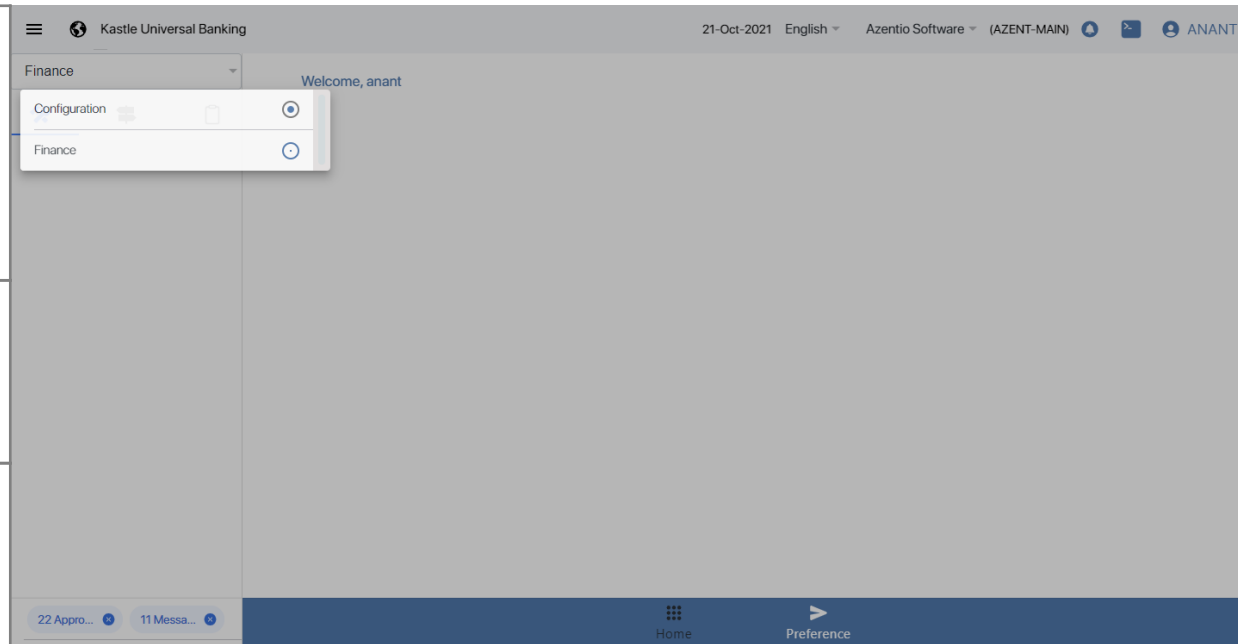 Kastle Universal Banking
21-Oct-2021 English Azentio Software (AZENT-MAIN) ANANT
Finance
Welcome, anant
Configuration
Finance
22 Appro... 11 Messa...
Home Preference